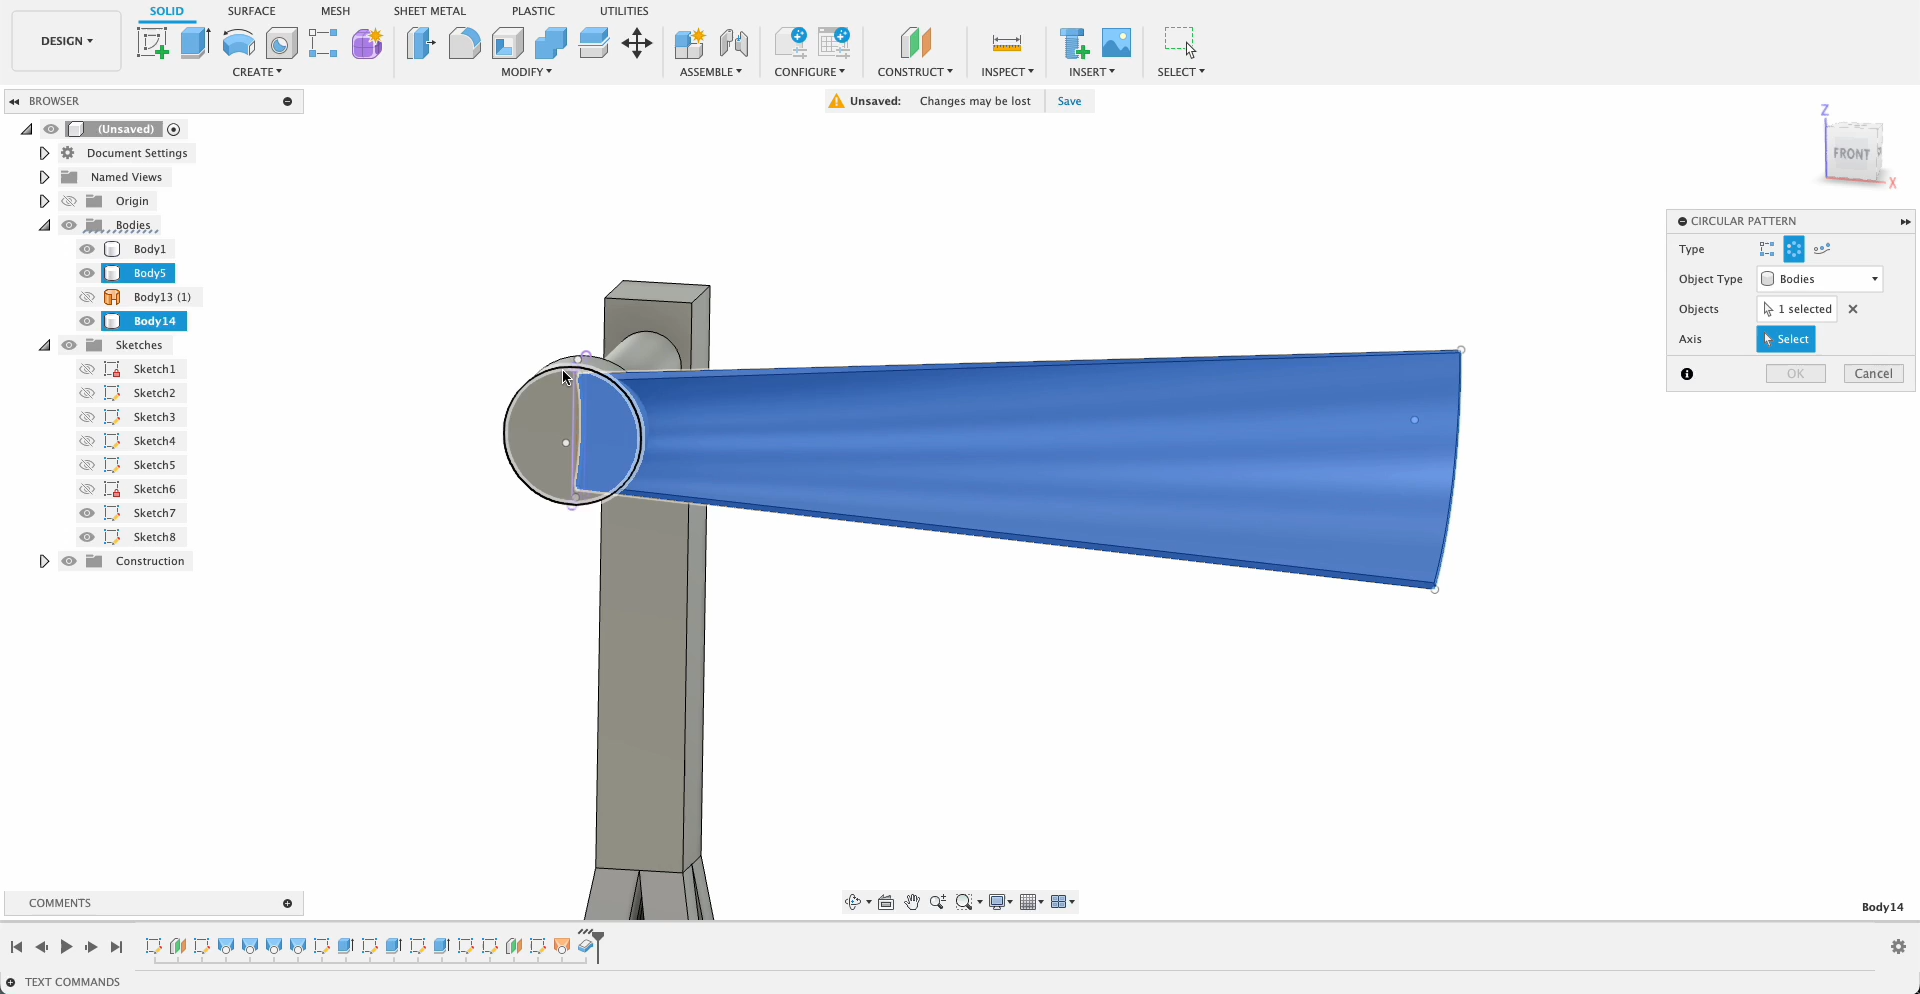 SOLID SURFACE MESH SHEET METAL PLASTIC UTILITIES
DESIGN
CREATE MODIFY ASSEMBLE CONFIGURE CONSTRUCT INSPECT INSERT SELECT
BROWSER
Unsaved: Changes may be lost Save
(Unsaved)
Document Settings
Named Views
Origin
Bodies
Body1
Body5
Body13 (1)
Body14
Sketches
Sketch1
Sketch2
Sketch3
Sketch4
Sketch5
Sketch6
Sketch7
Sketch8
Construction
Z
FRONT
X
CIRCULAR PATTERN
Type
Object Type Bodies
Objects 1 selected
Axis Select
OK Cancel
COMMENTS
Body14
TEXT COMMANDS